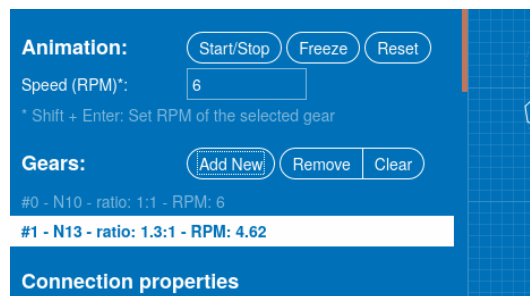 Animation: Start/Stop Freeze Reset
Speed (RPM)*: 6
* Shift + Enter: Set RPM of the selected gear
Gears: Add New Remove Clear
#0 - N10 - ratio: 1:1 - RPM: 6
#1 - N13 - ratio: 1.3:1 - RPM: 4.62
Connection properties